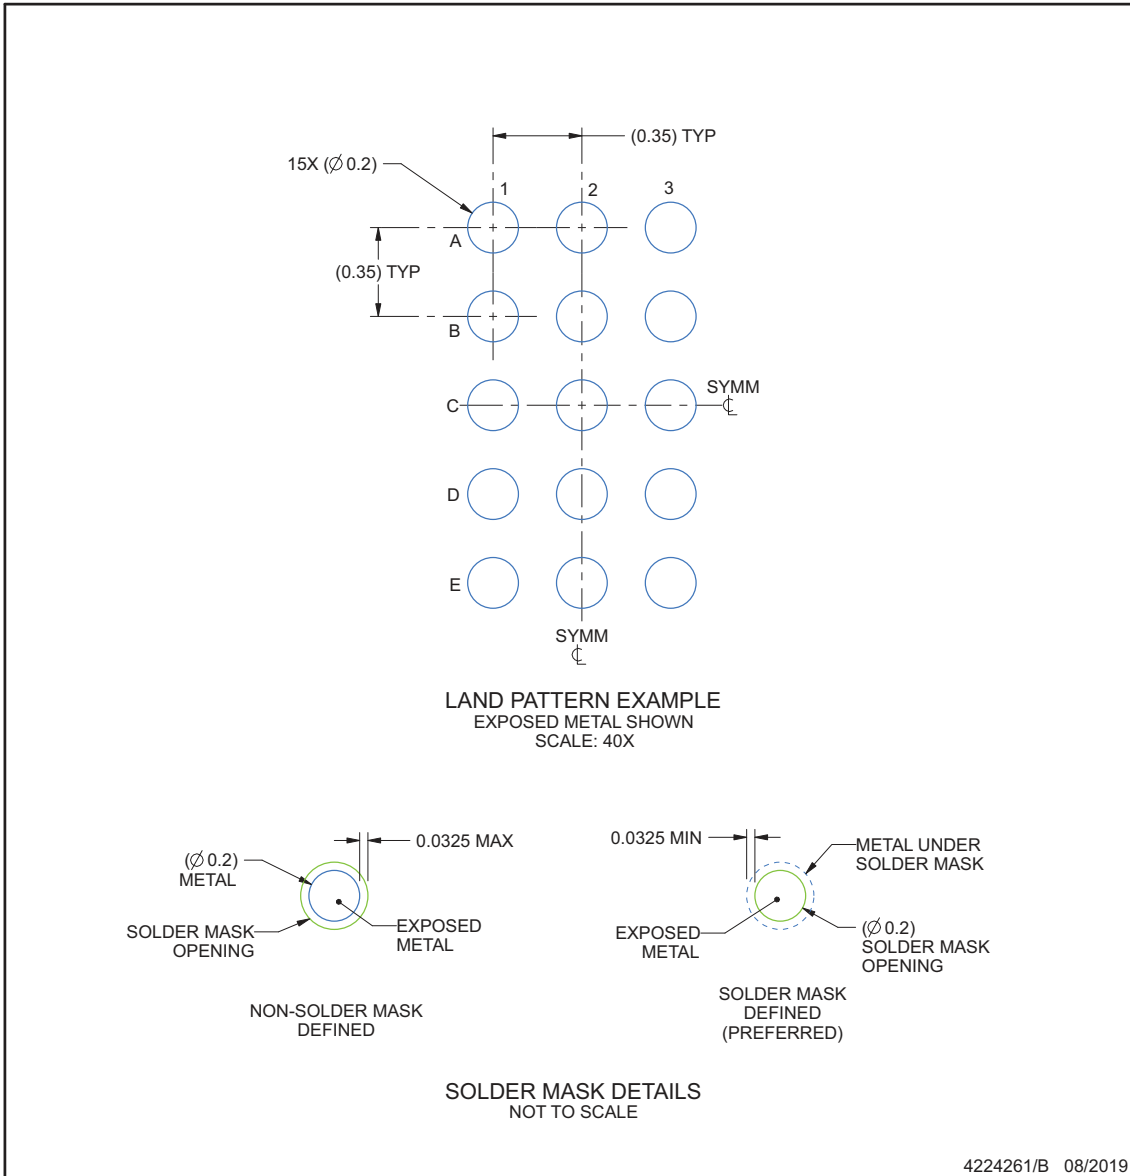 (0.35) TYP
15X (∅ 0.2)
1
2
3
A
(0.35) TYP
B
SYMM
C
D
E
SYMM
LAND PATTERN EXAMPLE
EXPOSED METAL SHOWN
SCALE: 40X
0.0325 MAX
(∅ 0.2)
METAL
SOLDER MASK
OPENING
EXPOSED
METAL
NON-SOLDER MASK
DEFINED
0.0325 MIN
METAL UNDER
SOLDER MASK
EXPOSED
METAL
(∅ 0.2)
SOLDER MASK
OPENING
SOLDER MASK
DEFINED
(PREFERRED)
SOLDER MASK DETAILS
NOT TO SCALE
4224261/B 08/2019